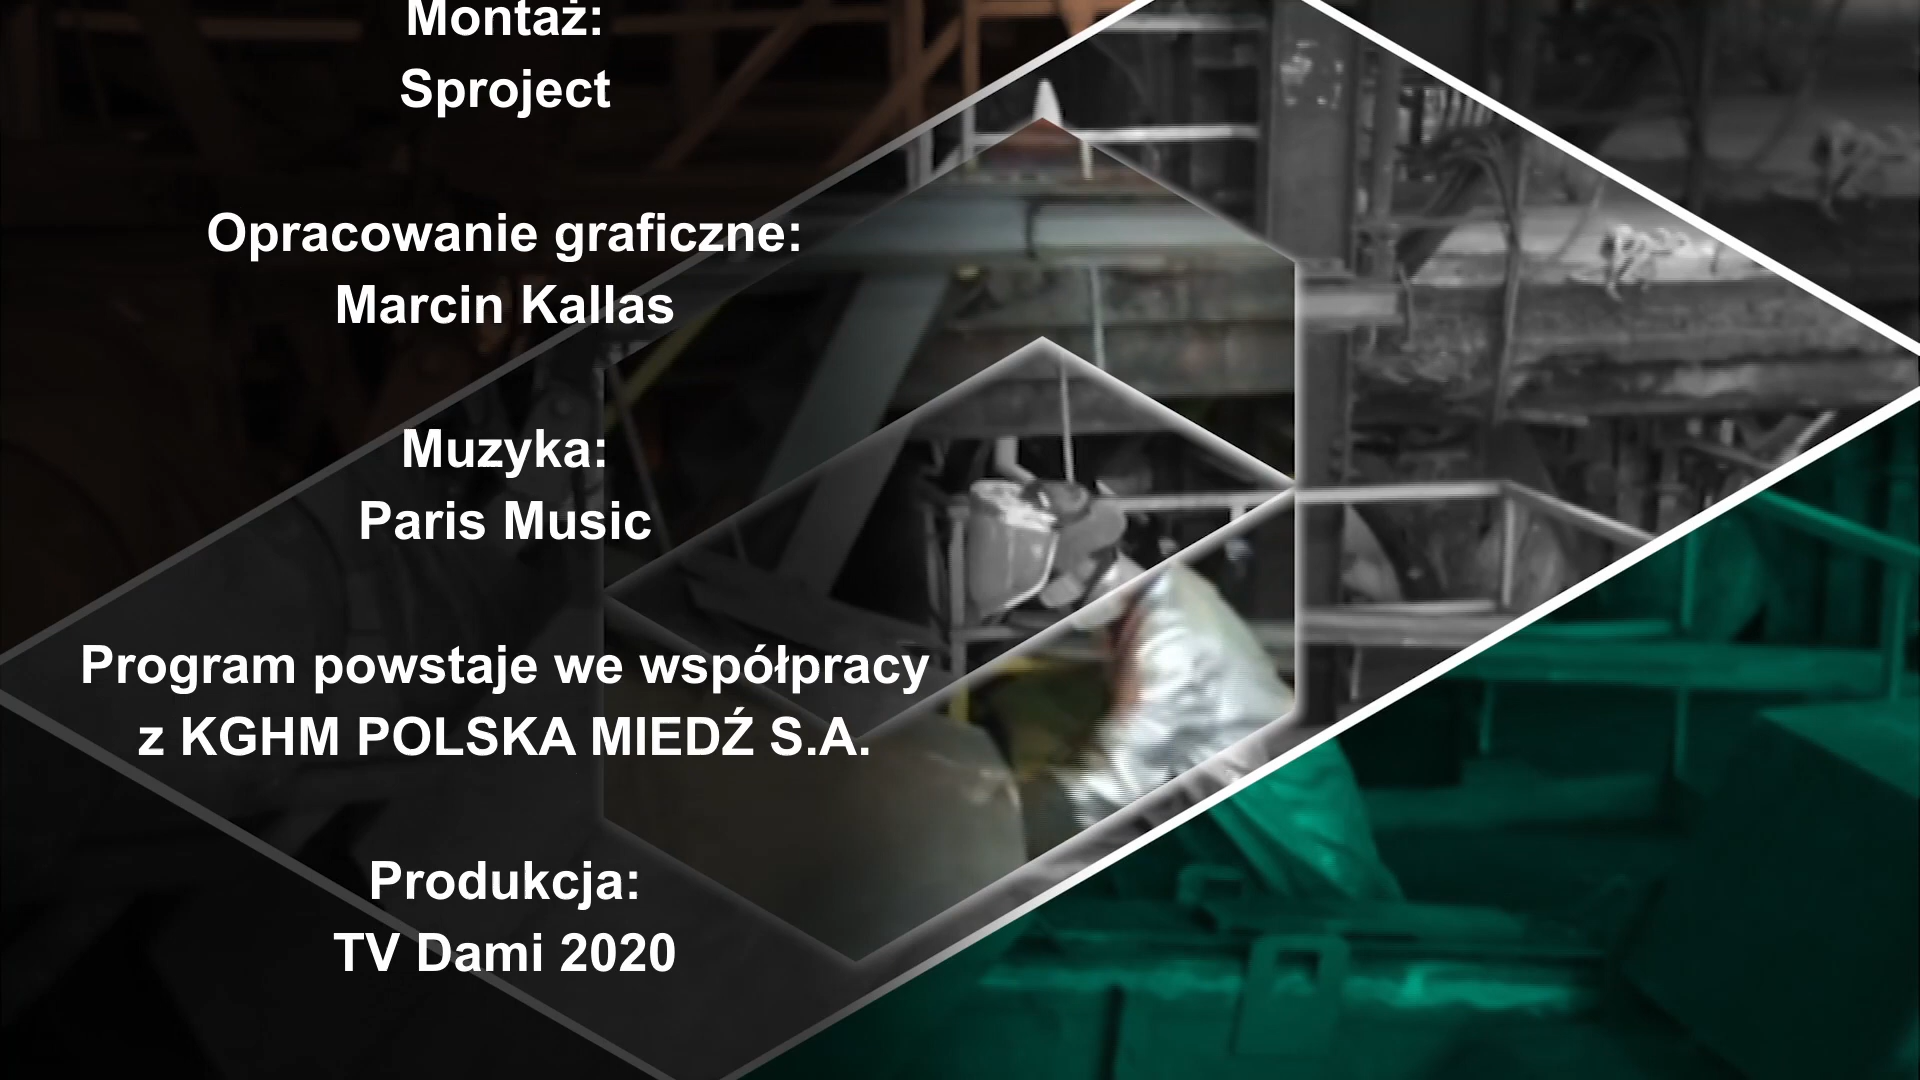 Montaż:
Sproject
Opracowanie graficzne:
Marcin Kallas
Muzyka:
Paris Music
Program powstaje we współpracy
z KGHM POLSKA MIEDŹ S.A.
Produkcja:
TV Dami 2020